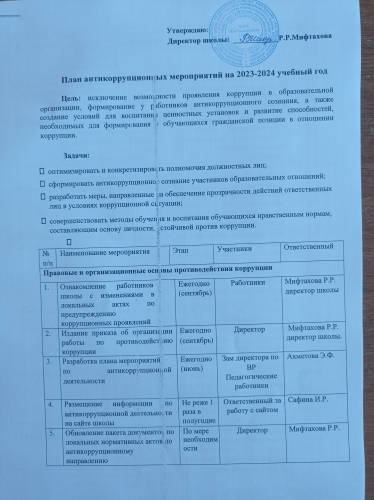 Утверждаю:
Директор школы: Р.Р.Мифтахова
План антикоррупционных мероприятий на 2023-2024 учебный год
Цель: исключение возможности проявления коррупции в образовательной
организации, формирование у работников антикоррупционного сознания, а также
создание условий для воспитания ценностных установок и развитие способностей,
необходимых для формирования у обучающихся гражданской позиции в отношении
коррупции.
Задачи:
оптимизировать и конкретизировать полномочия должностных лиц;
сформировать антикоррупционное сознание участников образовательных отношений;
разработать меры, направленные на обеспечение прозрачности действий ответственных
лиц в условиях коррупционной ситуации;
совершенствовать методы обучения и воспитания обучающихся нравственным нормам,
составляющим основу личности, устойчивой против коррупции.
№ п/п Наименование мероприятия Этап Участники Ответственный
Правовые и организационные основы противодействия коррупции
1. Ознакомление работников Ежегодно Работники Мифтахова Р.Р.
школы с изменениями в (сентябрь) директор школы
локальных актах по
предупреждению
коррупционных проявлений
2. Издание приказа об организации Ежегодно Директор Мифтахова Р.Р.
работы по противодействию (сентябрь) директор школы.
коррупции
3. Разработка плана мероприятий Ежегодно Зам директора по Ахметова Э.Ф.
по антикоррупционной (июнь) ВР
деятельности Педагогические
работники
4. Размещение информации по Не реже 1 Ответственный за Сафина И.Р.
антикоррупционной деятельности раза в работу с сайтом
на сайте школы полугодие
5. Обновление пакета документов по По мере Директор Мифтахова Р.Р.
локальных нормативных актов по необходим
антикоррупционному ости
направлению